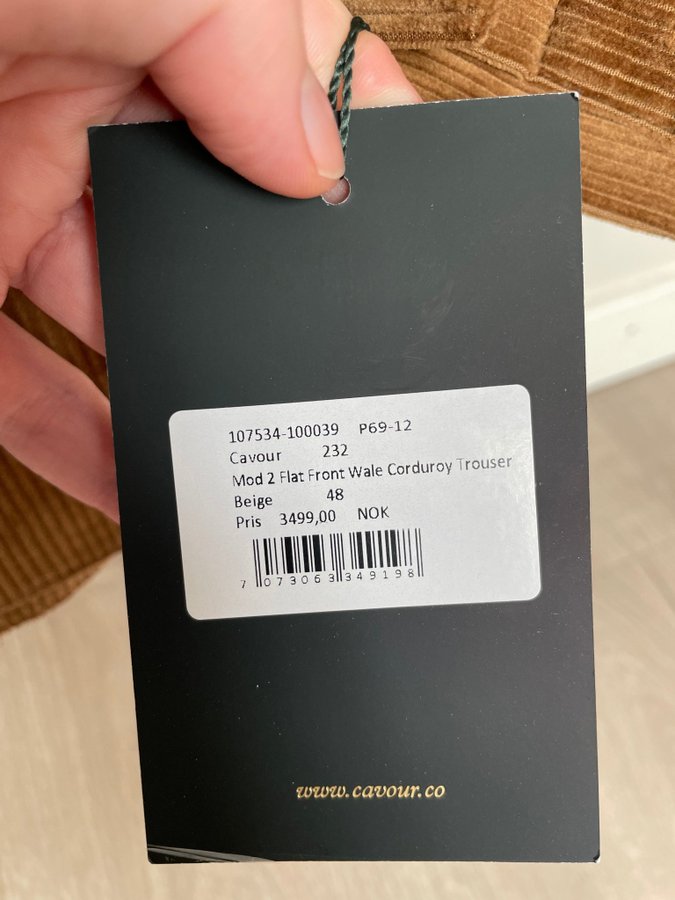 107534-100039 P69-12
Cavour 232
Mod 2 Flat Front Wale Corduroy Trouser
Beige 48
Pris 3499,00 NOK
7 073063 349198
www.cavour.co